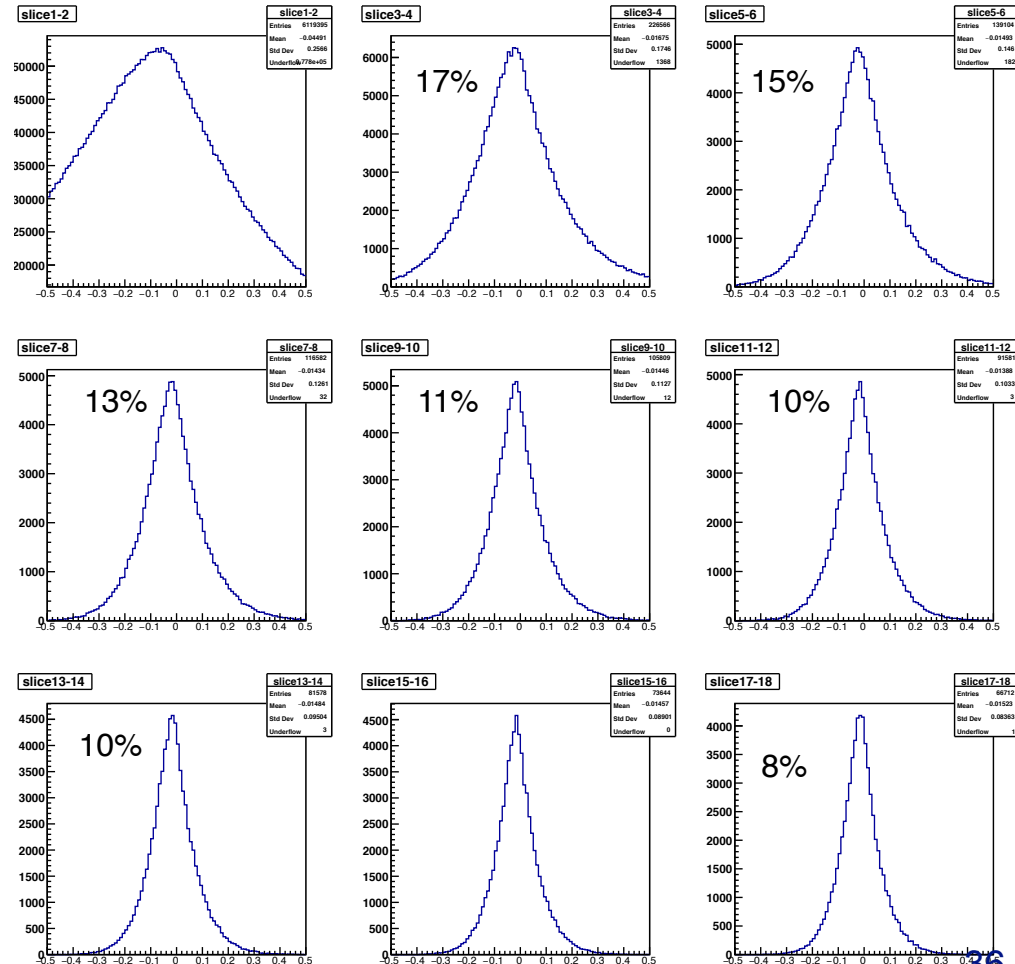 slice1-2
slice1-2
Entries 6119395
Mean −0.04491
Std Dev 0.2566
50000
45000
40000
35000
30000
25000
20000
−0.5 −0.4 −0.3 −0.2 −0.1 0 0.1 0.2 0.3 0.4 0.5
slice3-4
slice3-4
Entries 226566
Mean −0.01675
Std Dev 0.1746
Underflow 1368
17%
6000
5000
4000
3000
2000
1000
0
−0.5 −0.4 −0.3 −0.2 −0.1 0 0.1 0.2 0.3 0.4 0.5
slice5-6
slice5-6
Entries 139104
Mean −0.01493
Std Dev 0.146
Underflow 182
15%
5000
4000
3000
2000
1000
0
−0.5 −0.4 −0.3 −0.2 −0.1 0 0.1 0.2 0.3 0.4 0.5
slice7-8
slice7-8
Entries 116582
Mean −0.01434
Std Dev 0.1261
Underflow 32
13%
5000
4000
3000
2000
1000
0
−0.5 −0.4 −0.3 −0.2 −0.1 0 0.1 0.2 0.3 0.4 0.5
slice9-10
slice9-10
Entries 105809
Mean −0.01446
Std Dev 0.1127
Underflow 12
11%
5000
4000
3000
2000
1000
0
−0.5 −0.4 −0.3 −0.2 −0.1 0 0.1 0.2 0.3 0.4 0.5
slice11-12
slice11-12
Entries 91581
Mean −0.01388
Std Dev 0.1033
Underflow 3
10%
5000
4000
3000
2000
1000
0
−0.5 −0.4 −0.3 −0.2 −0.1 0 0.1 0.2 0.3 0.4 0.5
slice13-14
slice13-14
Entries 81578
Mean −0.01484
Std Dev 0.09504
Underflow 3
10%
4500
4000
3500
3000
2500
2000
1500
1000
500
0
−0.5 −0.4 −0.3 −0.2 −0.1 0 0.1 0.2 0.3 0.4 0.5
slice15-16
slice15-16
Entries 73644
Mean −0.01457
Std Dev 0.08901
Underflow 0
4500
4000
3500
3000
2500
2000
1500
1000
500
0
−0.5 −0.4 −0.3 −0.2 −0.1 0 0.1 0.2 0.3 0.4 0.5
slice17-18
slice17-18
Entries 66712
Mean −0.01523
Std Dev 0.08363
Underflow 1
8%
4000
3500
3000
2500
2000
1500
1000
500
0
−0.5 −0.4 −0.3 −0.2 −0.1 0 0.1 0.2 0.3 0.4 0.5
36